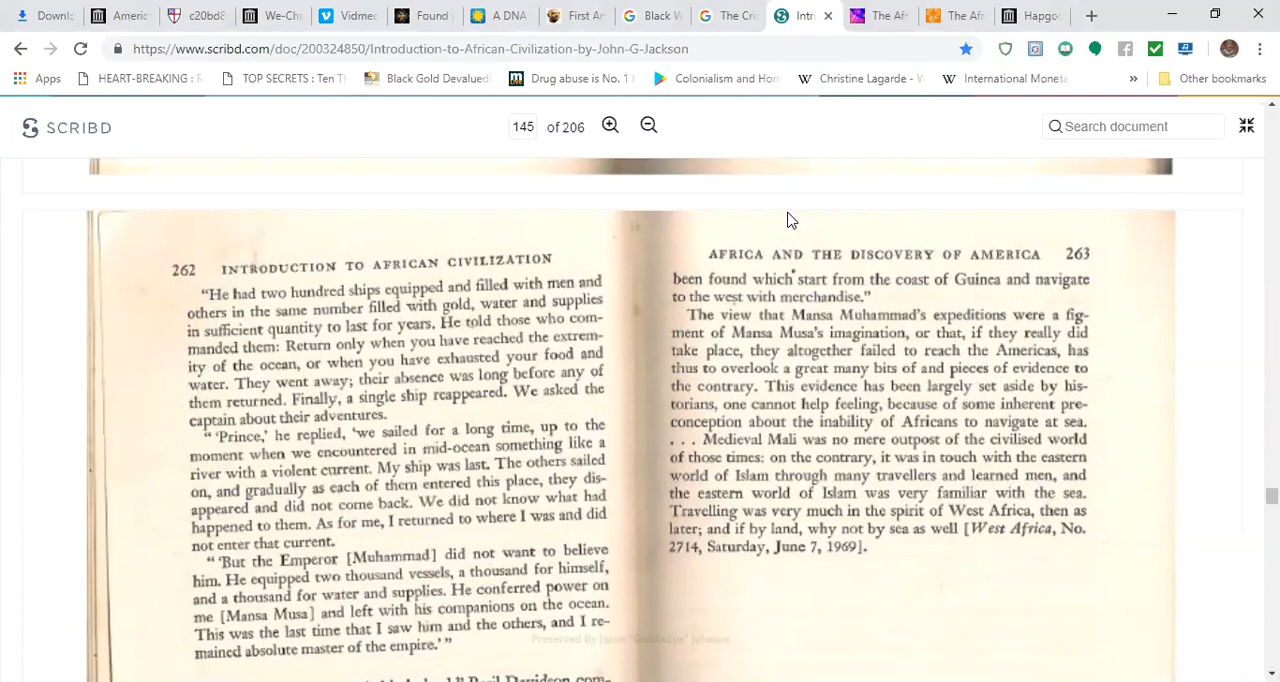 Downlo
Americ
c20bd8
We-Chi
Vidmec
Found
A DNA
First Ar
Black W
The Cri
Intr
The Afr
The Afr
Hapgoc
https://www.scribd.com/doc/200324850/Introduction-to-African-Civilization-by-John-G-Jackson
Apps
HEART-BREAKING : R
TOP SECRETS : Ten Th
Black Gold Devalued
Drug abuse is No. 1
Colonialism and Hom
Christine Lagarde - V
International Moneta
»
Other bookmarks
SCRIBD
145 of 206
Search document
262 INTRODUCTION TO AFRICAN CIVILIZATION
"He had two hundred ships equipped and filled with men and
others in the same number filled with gold, water and supplies
in sufficient quantity to last for years. He told those who com-
manded them: Return only when you have reached the extrem-
ity of the ocean, or when you have exhausted your food and
water. They went away; their absence was long before any of
them returned. Finally, a single ship reappeared. We asked the
captain about their adventures.
"'Prince,' he replied, 'we sailed for a long time, up to the
moment when we encountered in mid-ocean something like a
river with a violent current. My ship was last. The others sailed
on, and gradually as each of them entered this place, they dis-
appeared and did not come back. We did not know what had
happened to them. As for me, I returned to where I was and did
not enter that current.
"'But the Emperor [Muhammad] did not want to believe
him. He equipped two thousand vessels, a thousand for himself,
and a thousand for water and supplies. He conferred power on
me [Mansa Musa] and left with his companions on the ocean.
This was the last time that I saw him and the others, and I re-
mained absolute master of the empire.'"
Basil Davidson com-
AFRICA AND THE DISCOVERY OF AMERICA 263
been found which start from the coast of Guinea and navigate
to the west with merchandise."
The view that Mansa Muhammad's expeditions were a fig-
ment of Mansa Musa's imagination, or that, if they really did
take place, they altogether failed to reach the Americas, has
thus to overlook a great many bits of and pieces of evidence to
the contrary. This evidence has been largely set aside by his-
torians, one cannot help feeling, because of some inherent pre-
conception about the inability of Africans to navigate at sea.
. . . Medieval Mali was no mere outpost of the civilised world
of those times: on the contrary, it was in touch with the eastern
world of Islam through many travellers and learned men, and
the eastern world of Islam was very familiar with the sea.
Travelling was very much in the spirit of West Africa, then as
later; and if by land, why not by sea as well [West Africa, No.
2714, Saturday, June 7, 1969].
Preserved By Jason